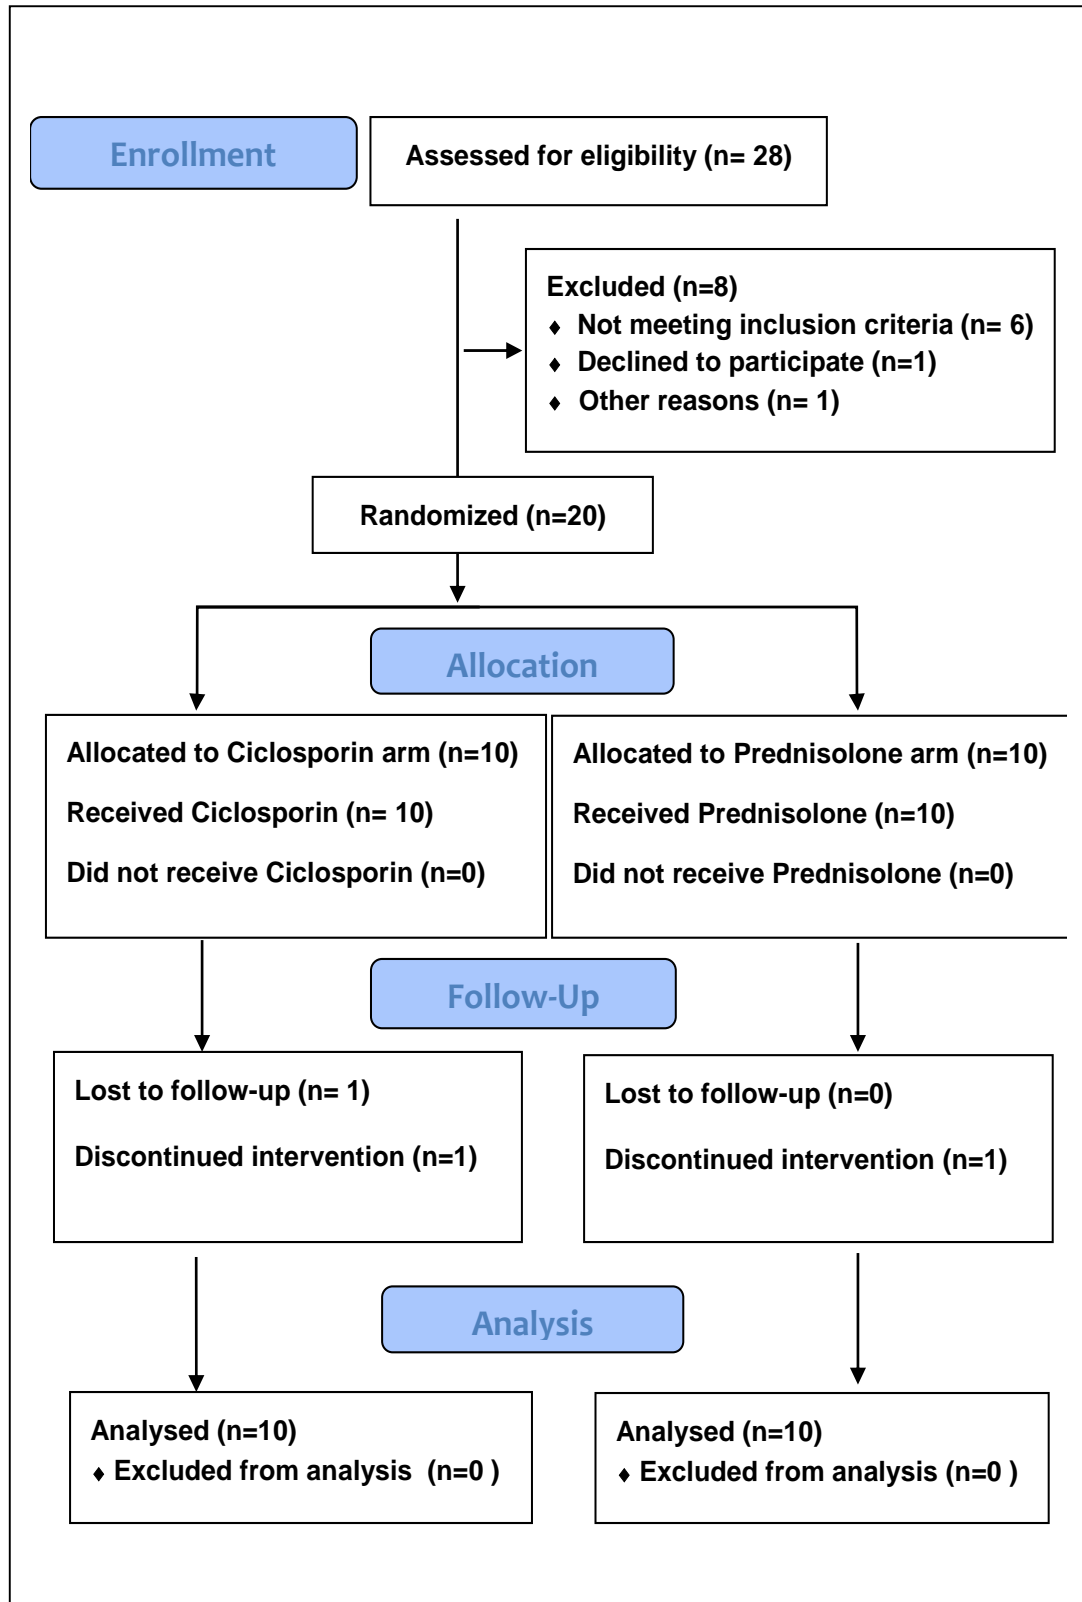 Enrollment
Assessed for eligibility (n= 28)
Excluded (n=8)
♦ Not meeting inclusion criteria (n= 6)
♦ Declined to participate (n=1)
♦ Other reasons (n= 1)
Randomized (n=20)
Allocation
Allocated to Ciclosporin arm (n=10)
Received Ciclosporin (n= 10)
Did not receive Ciclosporin (n=0)
Allocated to Prednisolone arm (n=10)
Received Prednisolone (n=10)
Did not receive Prednisolone (n=0)
Follow-Up
Lost to follow-up (n= 1)
Discontinued intervention (n=1)
Lost to follow-up (n=0)
Discontinued intervention (n=1)
Analysis
Analysed (n=10)
♦ Excluded from analysis (n=0 )
Analysed (n=10)
♦ Excluded from analysis (n=0 )